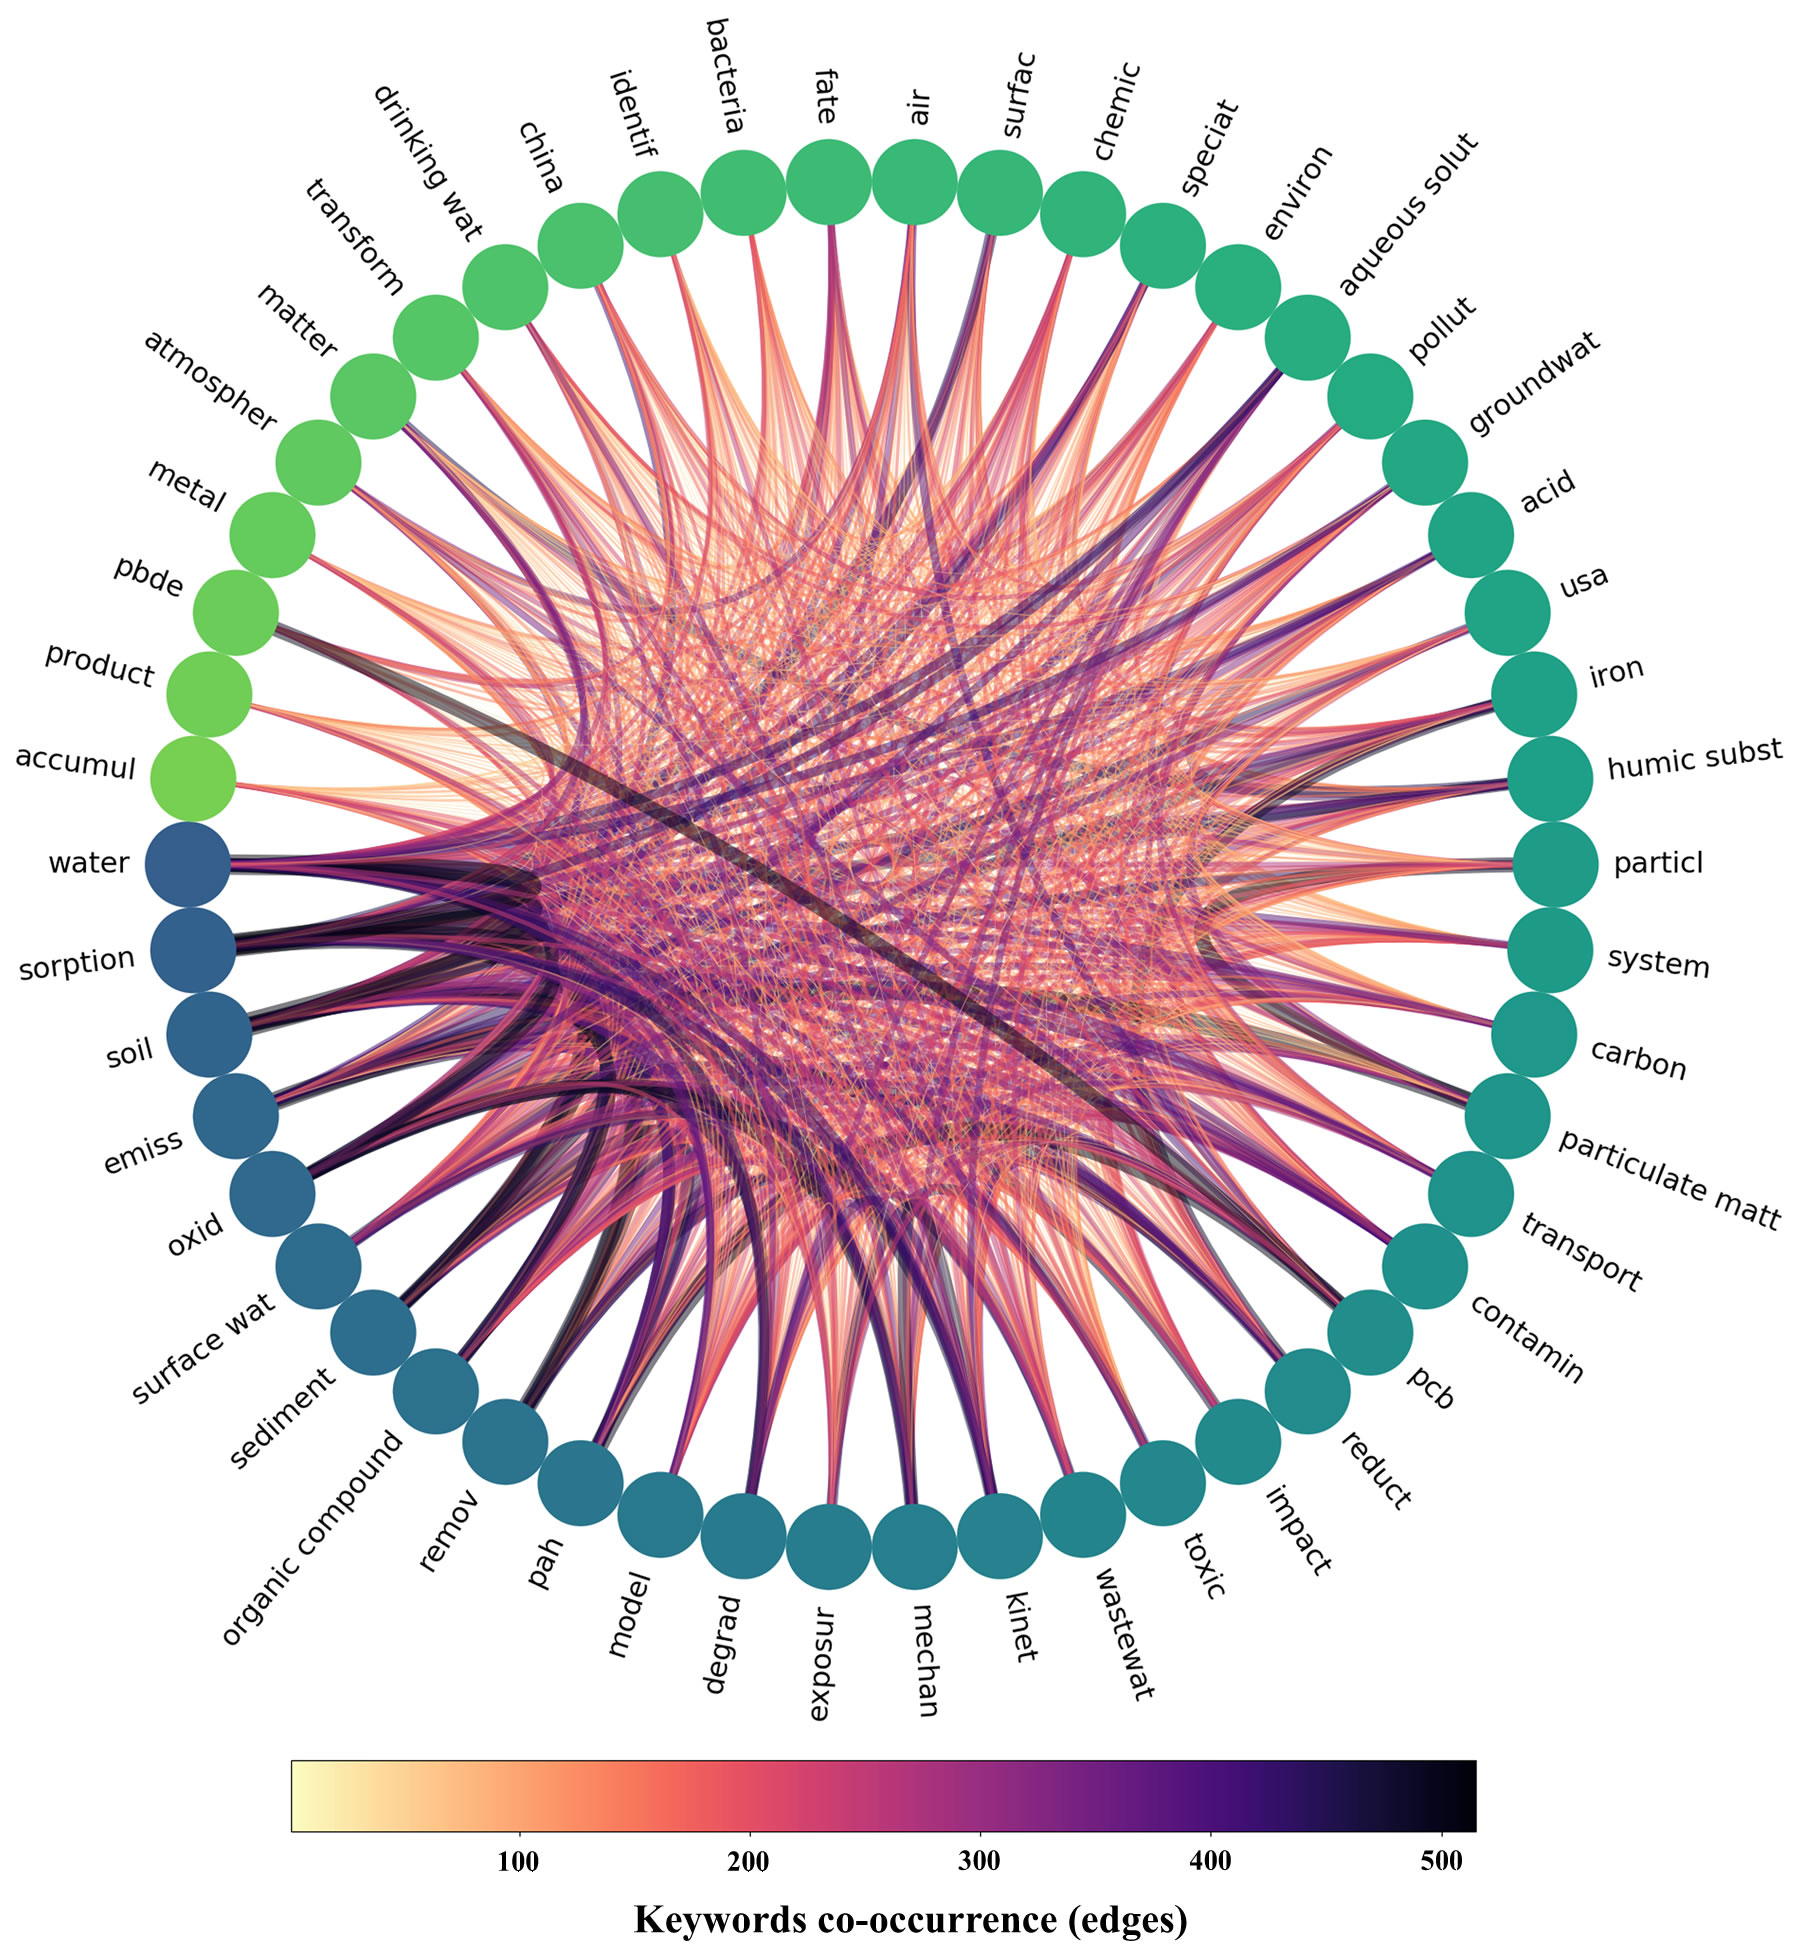 bacteria
fate
air
surfac
chemic
speciat
environ
aqueous solut
pollut
groundwat
acid
usa
iron
humic subst
particl
system
carbon
particulate matt
transport
contamin
pcb
reduct
impact
toxic
wastewat
kinet
mechan
exposur
degrad
model
pah
remov
organic compound
sediment
surface wat
oxid
emiss
soil
sorption
water
accumul
product
pbde
metal
atmospher
matter
transform
drinking wat
china
identif
100 200 300 400 500
Keywords co-occurrence (edges)